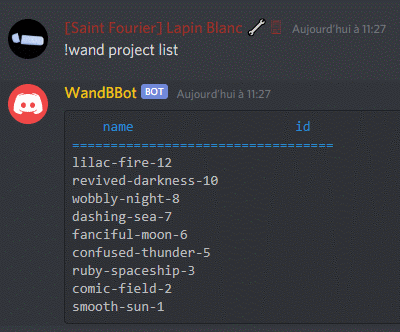 [Saint Fourier] Lapin Blanc Aujourd'hui à 11:27
!wand project list
WandBBot BOT Aujourd'hui à 11:27
name id
==================================
lilac-fire-12
revived-darkness-10
wobbly-night-8
dashing-sea-7
fanciful-moon-6
confused-thunder-5
ruby-spaceship-3
comic-field-2
smooth-sun-1